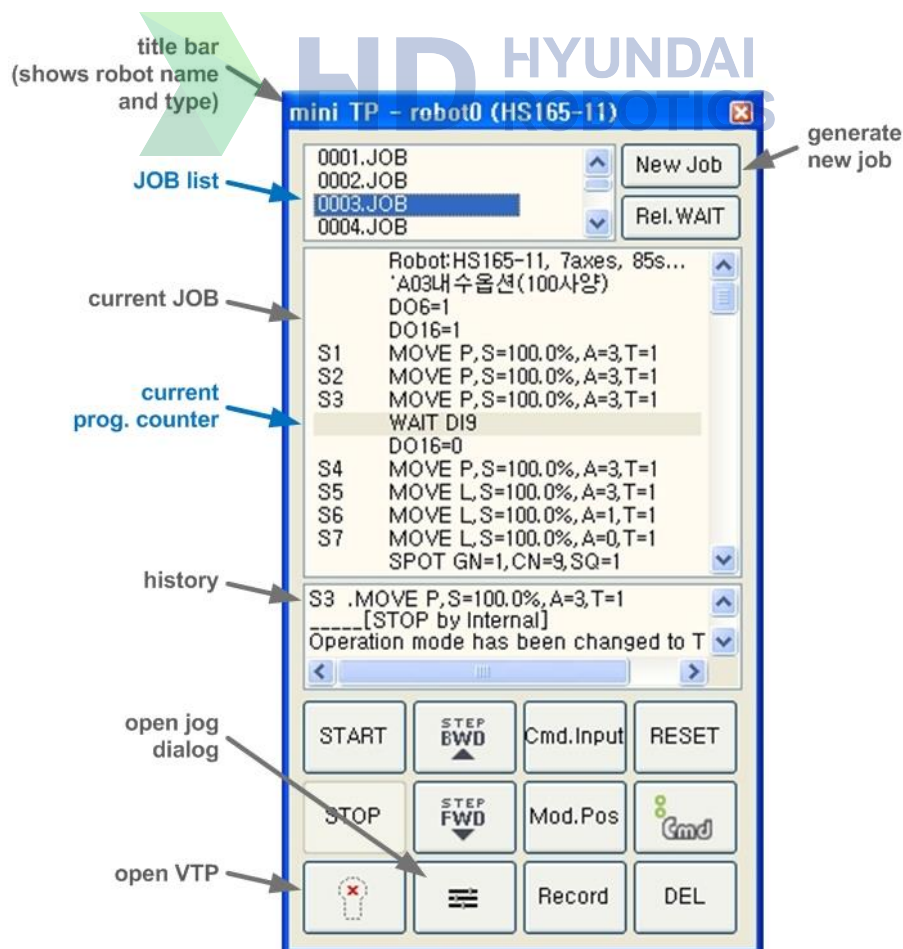 HD HYUNDAI
ROBOTICS
title bar
(shows robot name
and type)
mini TP - robot0 (HS165-11)
generate
new job
JOB list
0001.JOB
0002.JOB
0003.JOB
0004.JOB
New Job
Rel.WAIT
current JOB
Robot:HS165-11, 7axes, 85s...
'A03내수옵션(100사양)
DO6=1
DO16=1
S1 MOVE P,S=100.0%,A=3,T=1
S2 MOVE P,S=100.0%,A=3,T=1
S3 MOVE P,S=100.0%,A=3,T=1
current
prog. counter
WAIT DI9
DO16=0
S4 MOVE P,S=100.0%,A=3,T=1
S5 MOVE L,S=100.0%,A=3,T=1
S6 MOVE L,S=100.0%,A=1,T=1
S7 MOVE L,S=100.0%,A=0,T=1
SPOT GN=1,CN=9,SQ=1
history
S3 .MOVE P,S=100.0%,A=3,T=1
_____[STOP by Internal]
Operation mode has been changed to T
open jog
dialog
START
STEP
BWD
Cmd.Input
RESET
STOP
STEP
FWD
Mod.Pos
Cmd
open VTP
Record
DEL